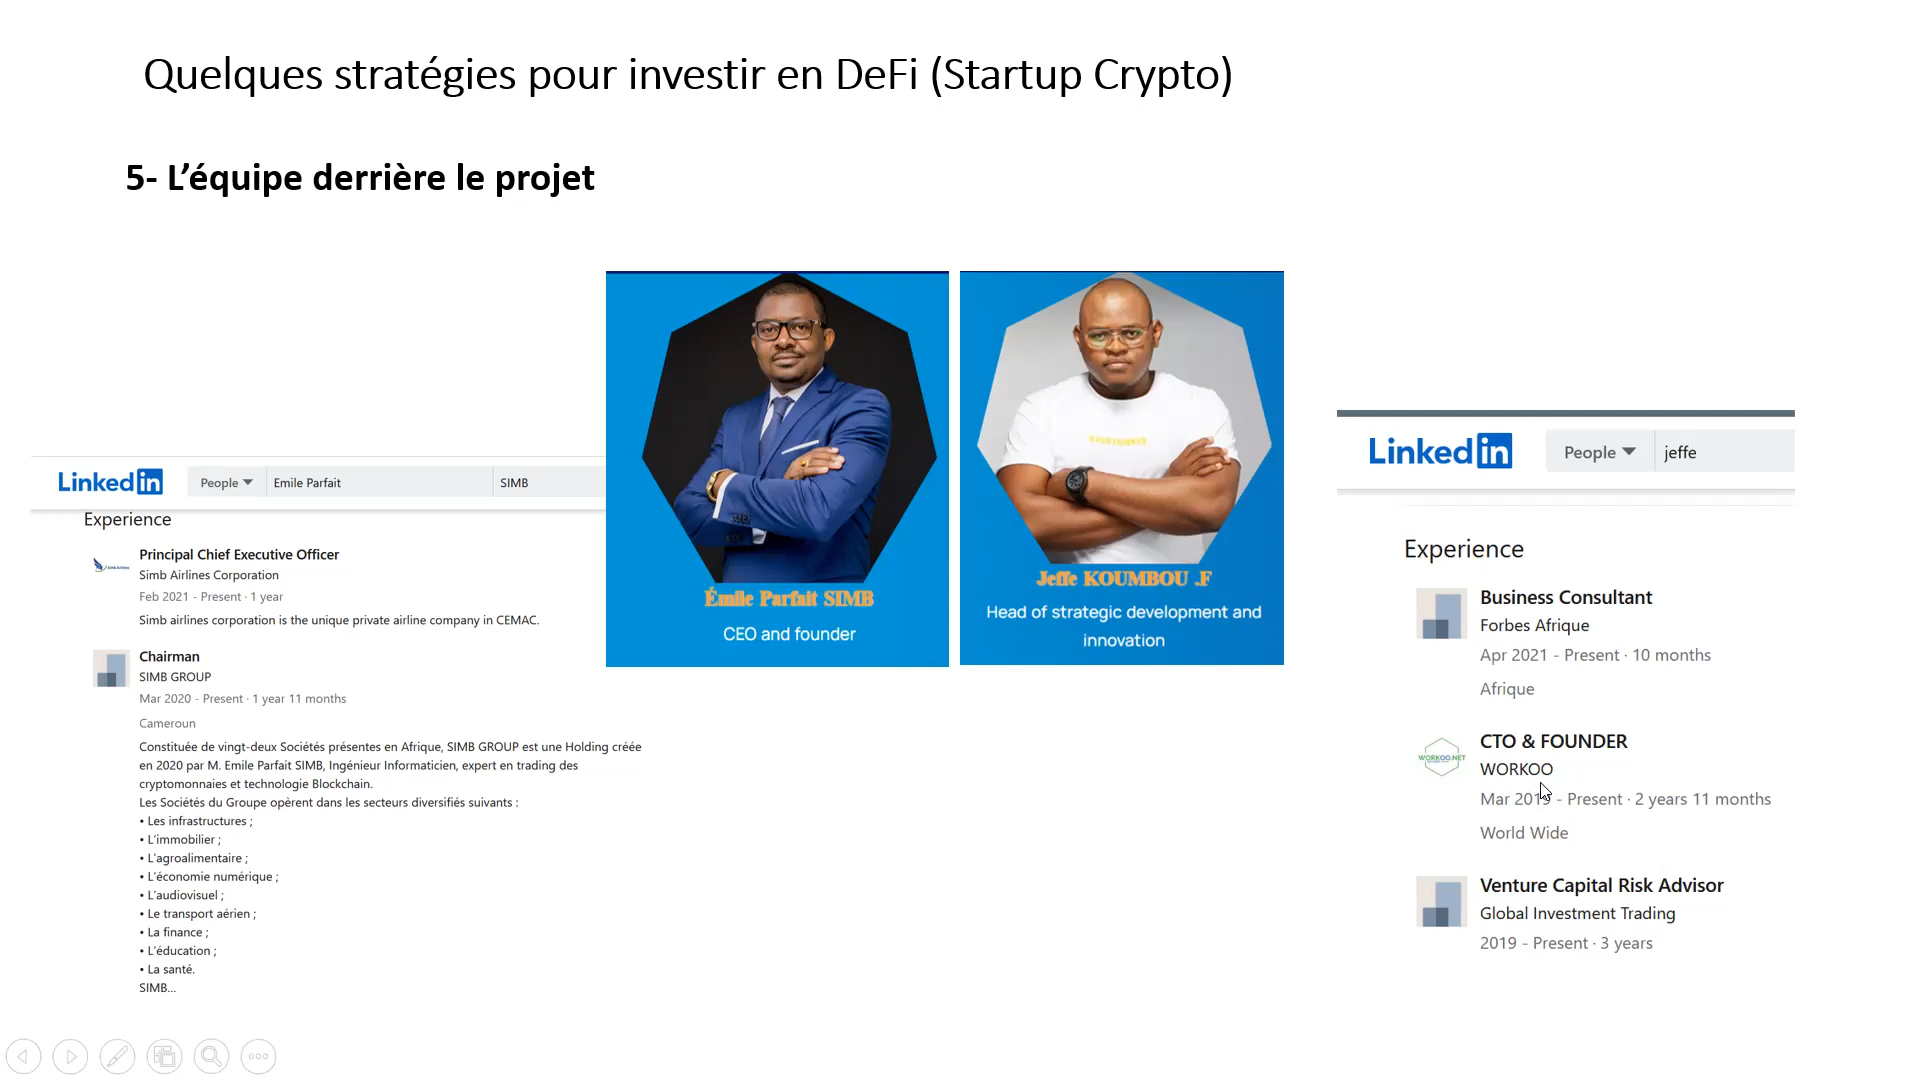 Quelques stratégies pour investir en DeFi (Startup Crypto)
5- L’équipe derrière le projet
LinkedIn
People
Emile Parfait
SIMB
Experience
Principal Chief Executive Officer
Simb Airlines Corporation
Feb 2021 - Present · 1 year
Simb airlines corporation is the unique private airline company in CEMAC.
Chairman
SIMB GROUP
Mar 2020 - Present · 1 year 11 months
Cameroun
Constituée de vingt-deux Sociétés présentes en Afrique, SIMB GROUP est une Holding créée
en 2020 par M. Emile Parfait SIMB, Ingénieur Informaticien, expert en trading des
cryptomonnaies et technologie Blockchain.
Les Sociétés du Groupe opèrent dans les secteurs diversifiés suivants :
• Les infrastructures ;
• L’immobilier ;
• L’agroalimentaire ;
• L’économie numérique ;
• L’audiovisuel ;
• Le transport aérien ;
• La finance ;
• L’éducation ;
• La santé.
SIMB...
Émile Parfait SIMB
CEO and founder
Jeffe KOUMBOU .F
Head of strategic development and
innovation
LinkedIn
People
jeffe
Experience
Business Consultant
Forbes Afrique
Apr 2021 - Present · 10 months
Afrique
WORKOO.NET
CTO & FOUNDER
WORKOO
Mar 2019 - Present · 2 years 11 months
World Wide
Venture Capital Risk Advisor
Global Investment Trading
2019 - Present · 3 years